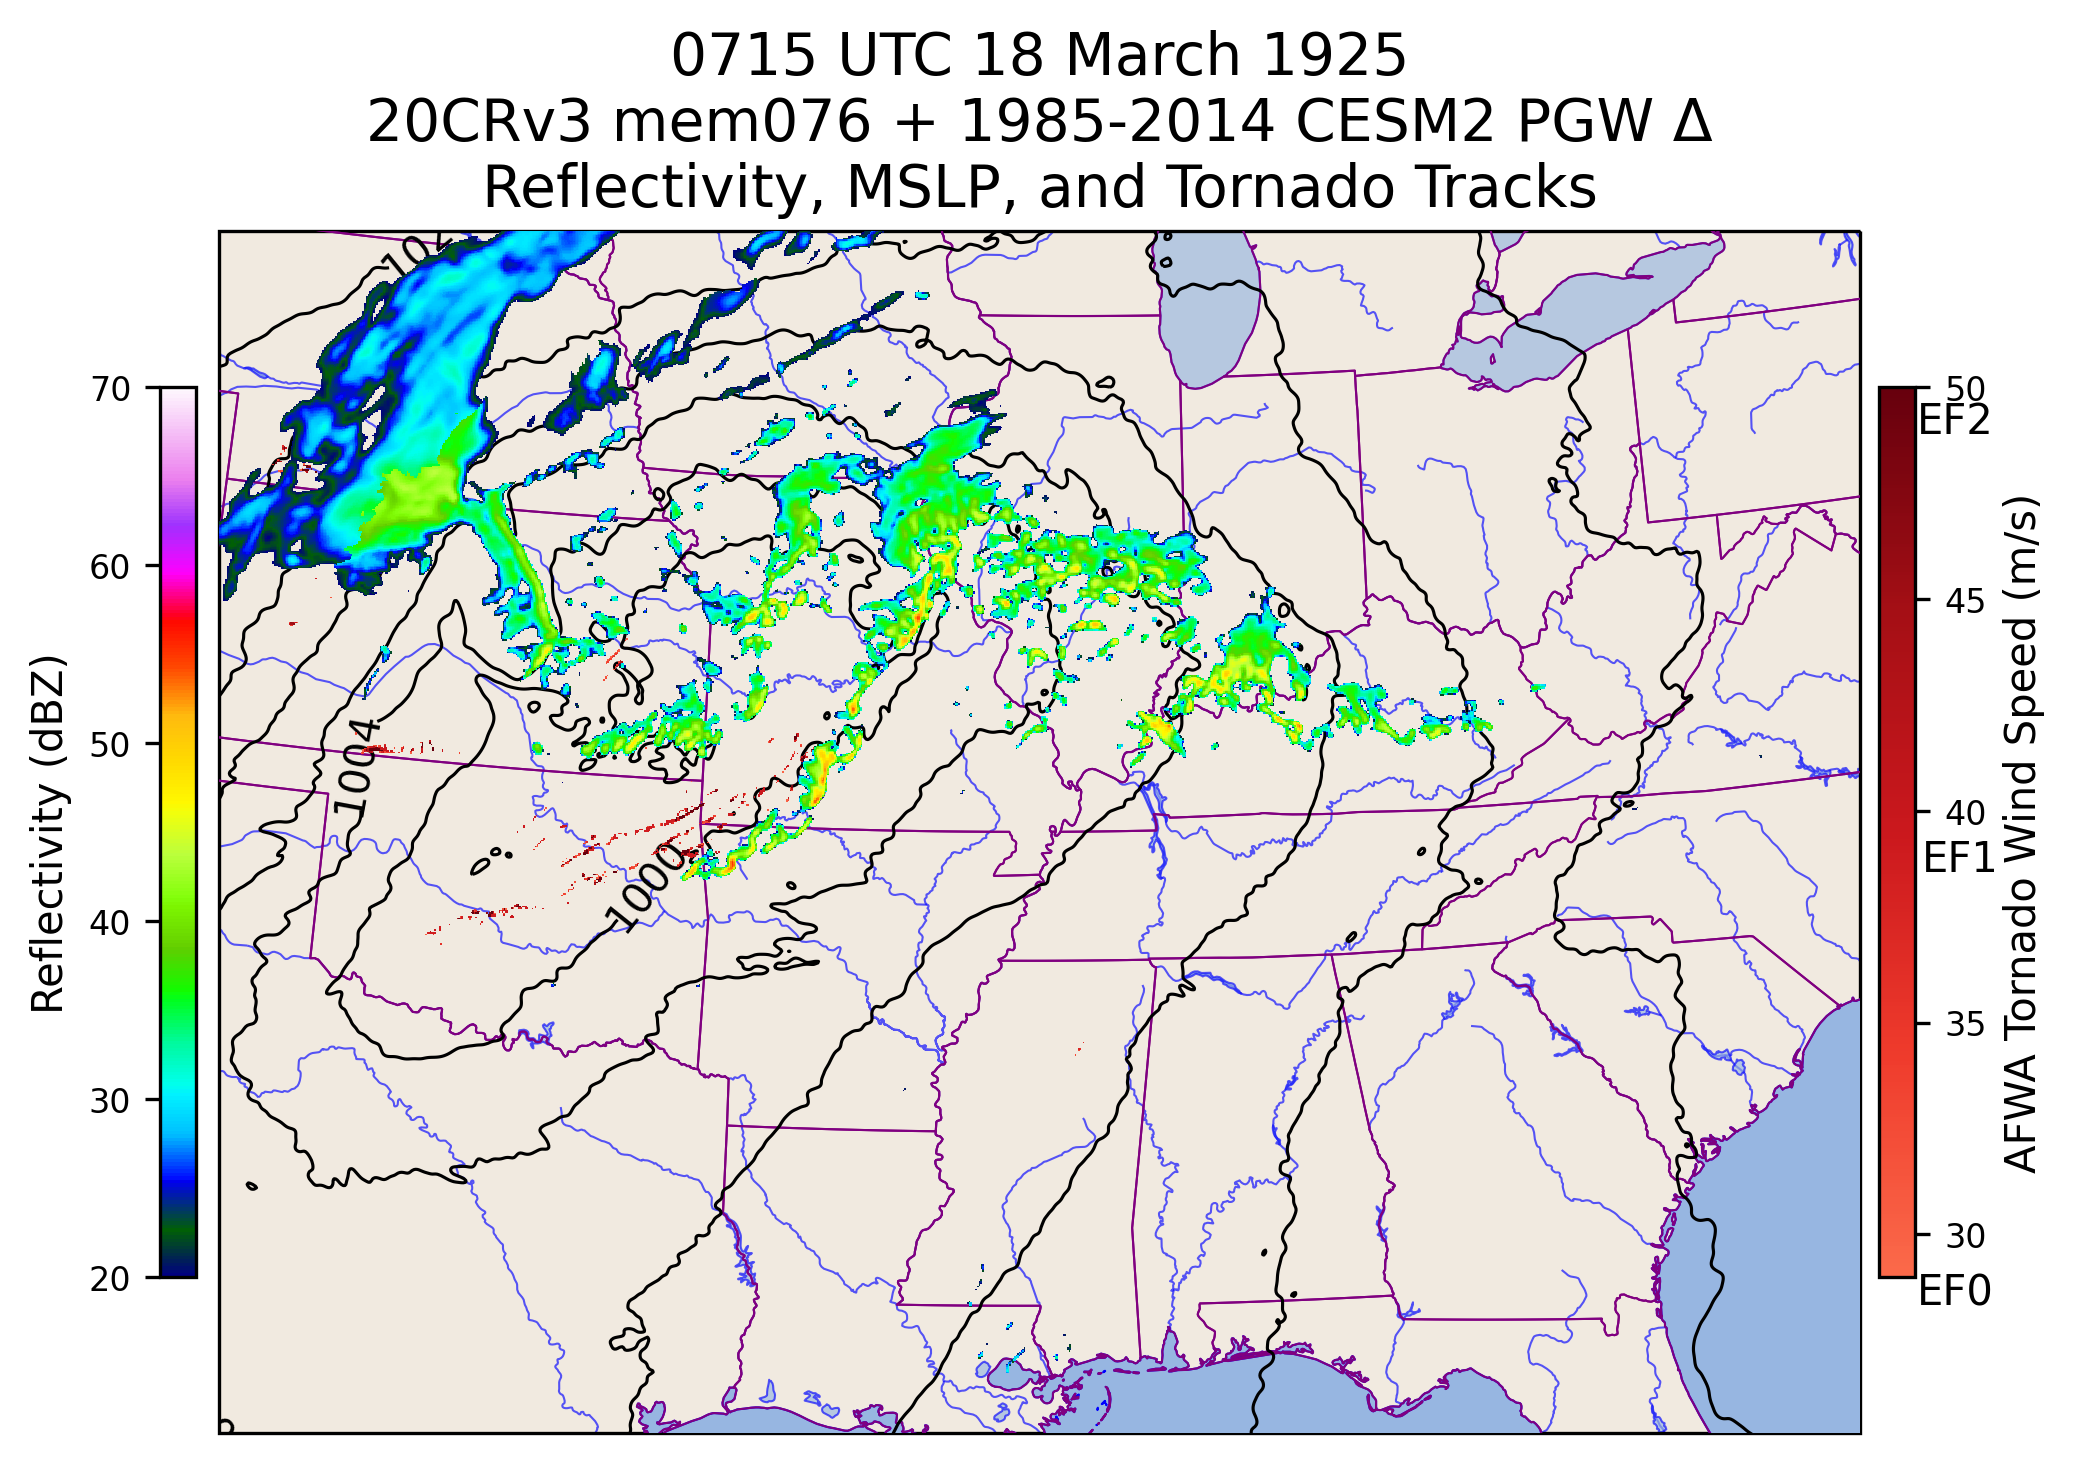 0715 UTC 18 March 1925
20CRv3 mem076 + 1985-2014 CESM2 PGW Δ
Reflectivity, MSLP, and Tornado Tracks
Reflectivity (dBZ)
70
60
50
40
30
20
1004
1000
50
EF2
45
40
EF1
35
30
EF0
AFWA Tornado Wind Speed (m/s)